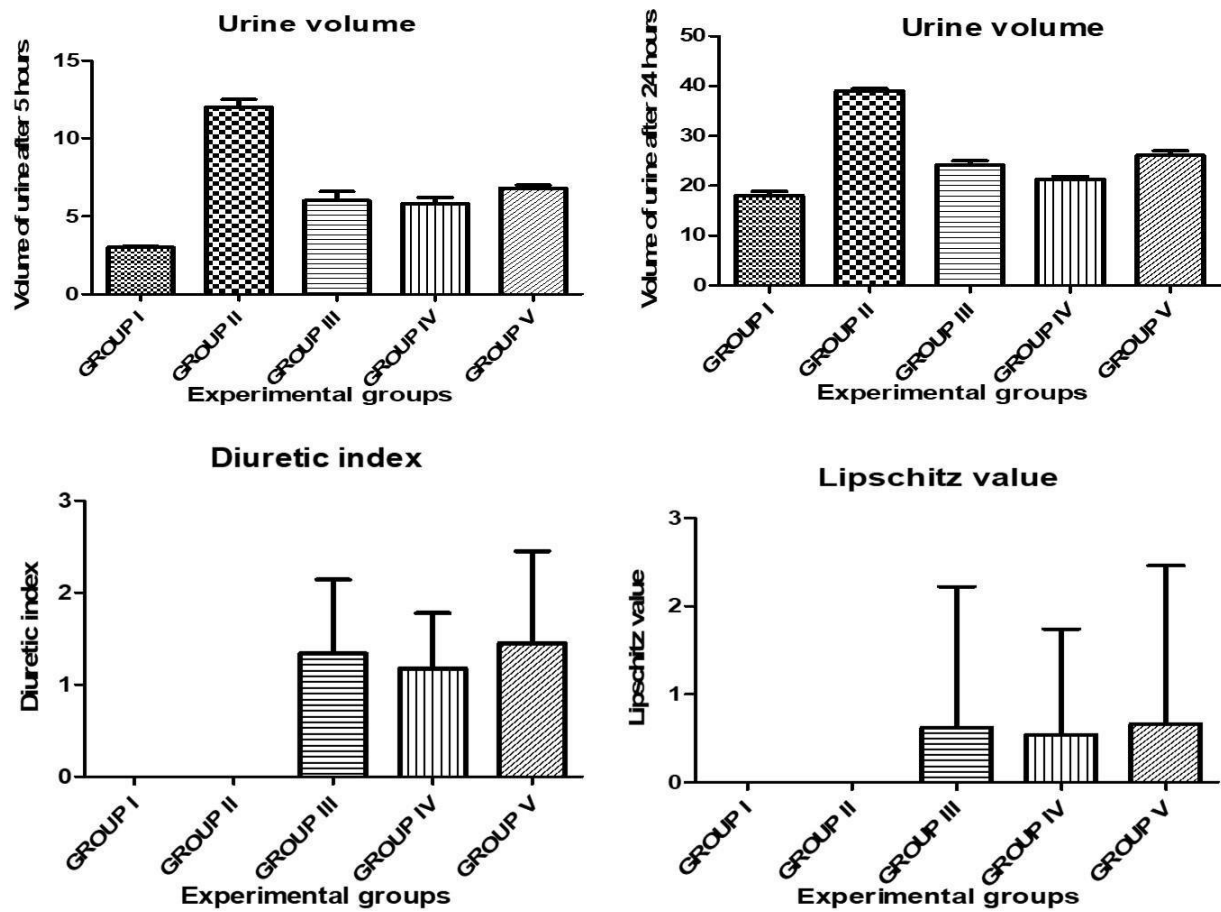 Urine volume
Volume of urine after 5 hours
15
10
5
0
GROUP I
GROUP II
GROUP III
GROUP IV
GROUP V
Experimental groups
Urine volume
Volume of urine after 24 hours
50
40
30
20
10
0
GROUP I
GROUP II
GROUP III
GROUP IV
GROUP V
Experimental groups
Diuretic index
Diuretic index
3
2
1
0
GROUP I
GROUP II
GROUP III
GROUP IV
GROUP V
Experimental groups
Lipschitz value
Lipschitz value
3
2
1
0
GROUP I
GROUP II
GROUP III
GROUP IV
GROUP V
Experimental groups